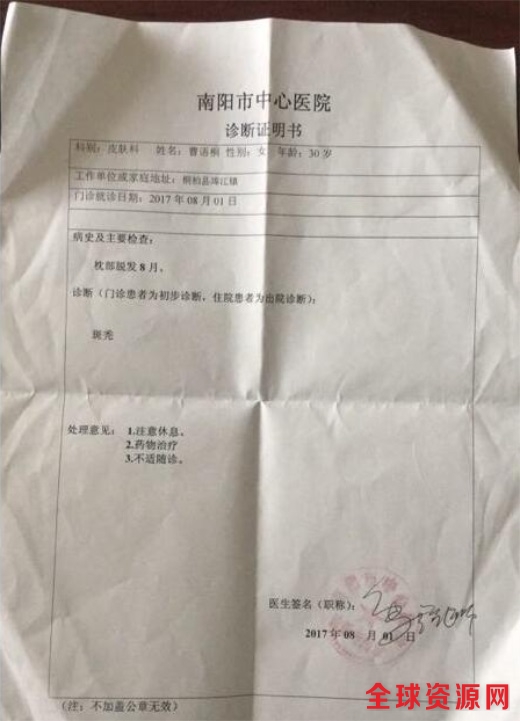 南阳市中心医院
诊断证明书
科别：皮肤科 姓名：曹语桐 性别：女 年龄：30岁
工作单位或家庭地址：桐柏县埠江镇
门诊就诊日期：2017年08月01日
病史及主要检查：
枕部脱发8月。
诊断（门诊患者为初步诊断，住院患者为出院诊断）：
斑秃
处理意见： 1.注意休息。
2.药物治疗
3.不适随诊。
医生签名（职称）：
2017年08 月 01 日
（注：不加盖公章无效）
全球资源网